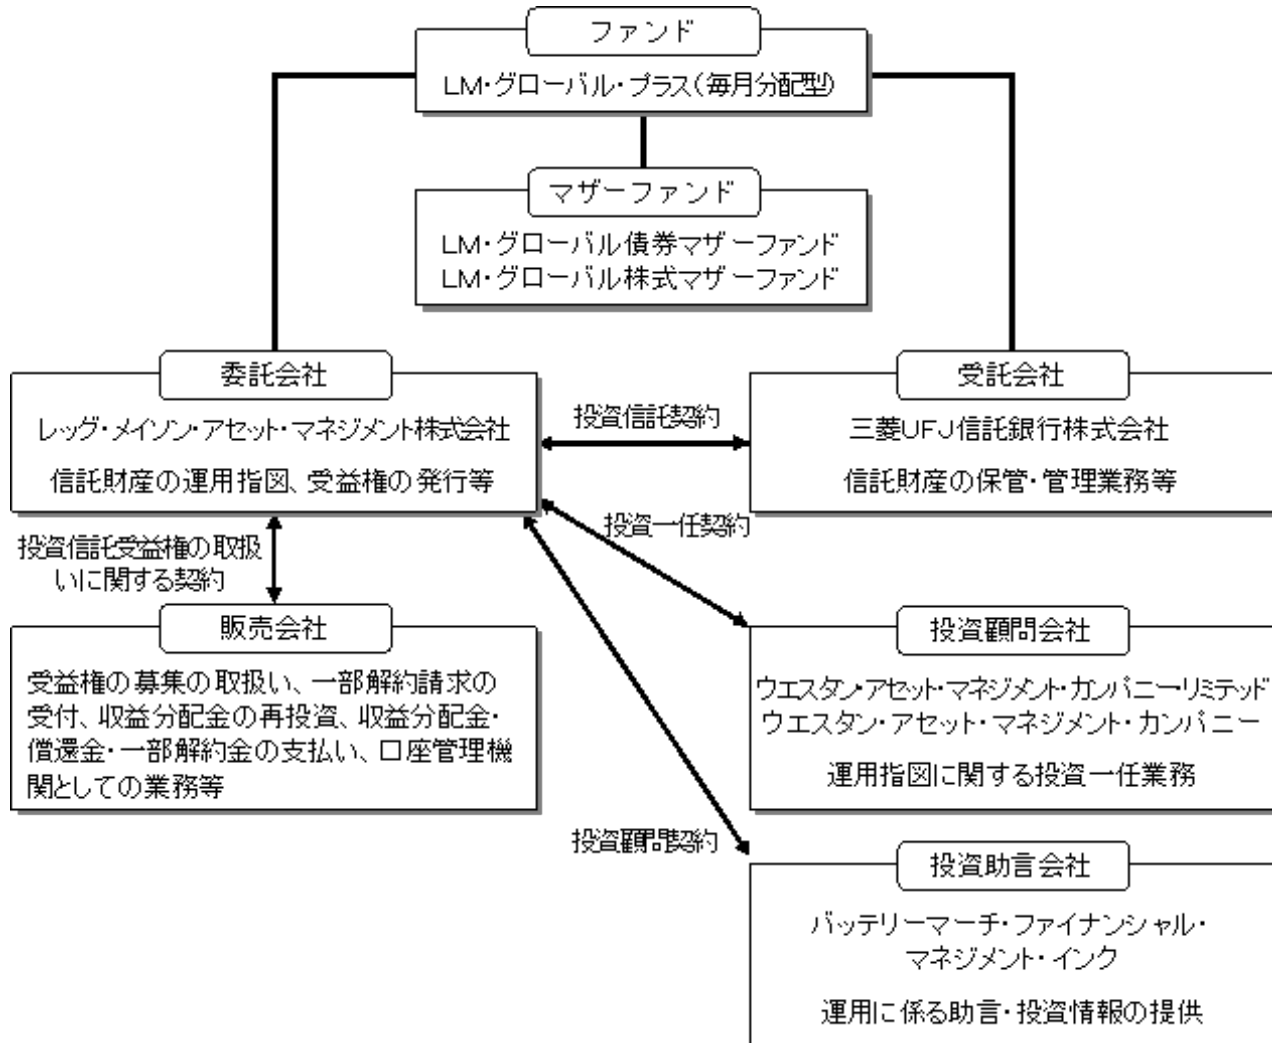 ファンド
LM・グローバル・プラス(毎月分配型)
マザーファンド
LM・グローバル債券マザーファンド
LM・グローバル株式マザーファンド
委託会社
レッグ・メイソン・アセット・マネジメント株式会社
信託財産の運用指図、受益権の発行等
投資信託契約
受託会社
三菱UFJ信託銀行株式会社
信託財産の保管・管理業務等
投資一任契約
投資信託受益権の取扱
いに関する契約
販売会社
受益権の募集の取扱い、一部解約請求の
受付、収益分配金の再投資、収益分配金・
償還金・一部解約金の支払い、口座管理機
関としての業務等
投資顧問会社
ウエスタン・アセット・マネジメント・カンパニー・リミテッド
ウエスタン・アセット・マネジメント・カンパニー
運用指図に関する投資一任業務
投資顧問契約
投資助言会社
バッテリーマーチ・ファイナンシャル・
マネジメント・インク
運用に係る助言・投資情報の提供